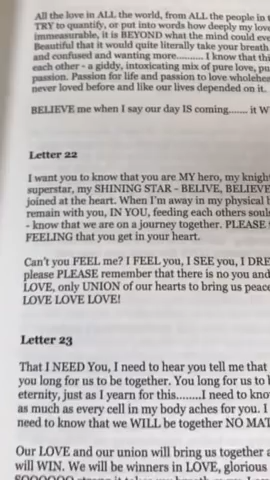 All the love in ALL the world, from ALL the people in
TRY to quantify, or put into words how deeply my love
immeasurable, it is BEYOND what the mind could eve
Beautiful that it would quite literally take your breath
and confused and wanting more.......... I know that thi
each other - a giddy, intoxicating mix of pure love, pu
passion. Passion for life and passion to love wholehea
never loved before and like our lives depended on it.
BELIEVE me when I say our day IS coming....... it W
Letter 22
I want you to know that you are MY hero, my knigh
superstar, my SHINING STAR - BELIVE, BELIEVE
joined at the heart. When I'm away in my physical b
remain with you, IN YOU, feeding each others souls
- know that we are on a journey together. PLEASE
FEELING that you get in your heart.
Can't you FEEL me? I FEEL you, I SEE you, I DRE
please PLEASE remember that there is no you and
LOVE, only UNION of our hearts to bring us peace
LOVE LOVE LOVE!
Letter 23
That I NEED You, I need to hear you tell me that
you long for us to be together. You long for us to
eternity, just as I yearn for this........I need to kno
as much as every cell in my body aches for you. I
need to know that we WILL be together NO MAT
Our LOVE and our union will bring us together a
will WIN. We will be winners in LOVE, glorious